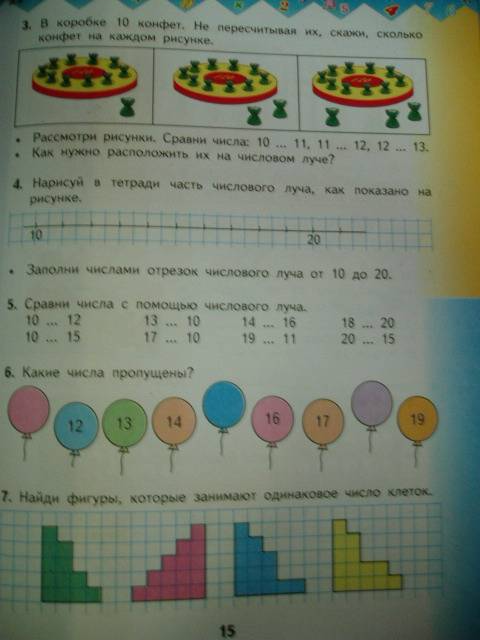 3. В коробке 10 конфет. Не пересчитывая их, скажи, сколько
конфет на каждом рисунке.
• Рассмотри рисунки. Сравни числа: 10 ... 11, 11 ... 12, 12 ... 13.
• Как нужно расположить их на числовом луче?
4. Нарисуй в тетради часть числового луча, как показано на
рисунке.
10 20
• Заполни числами отрезок числового луча от 10 до 20.
5. Сравни числа с помощью числового луча.
10 ... 12 13 ... 10 14 ... 16 18 ... 20
10 ... 15 17 ... 10 19 ... 11 20 ... 15
6. Какие числа пропущены?
12 13 14 16 17 19
7. Найди фигуры, которые занимают одинаковое число клеток.
15